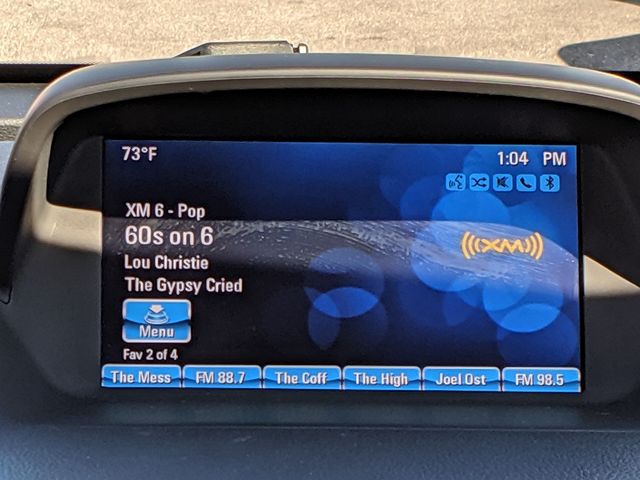 73°F
1:04 PM
XM 6 - Pop
60s on 6
XM
Lou Christie
The Gypsy Cried
Menu
Fav 2 of 4
The Mess
FM 88.7
The Coff
The High
Joel Ost
FM 98.5